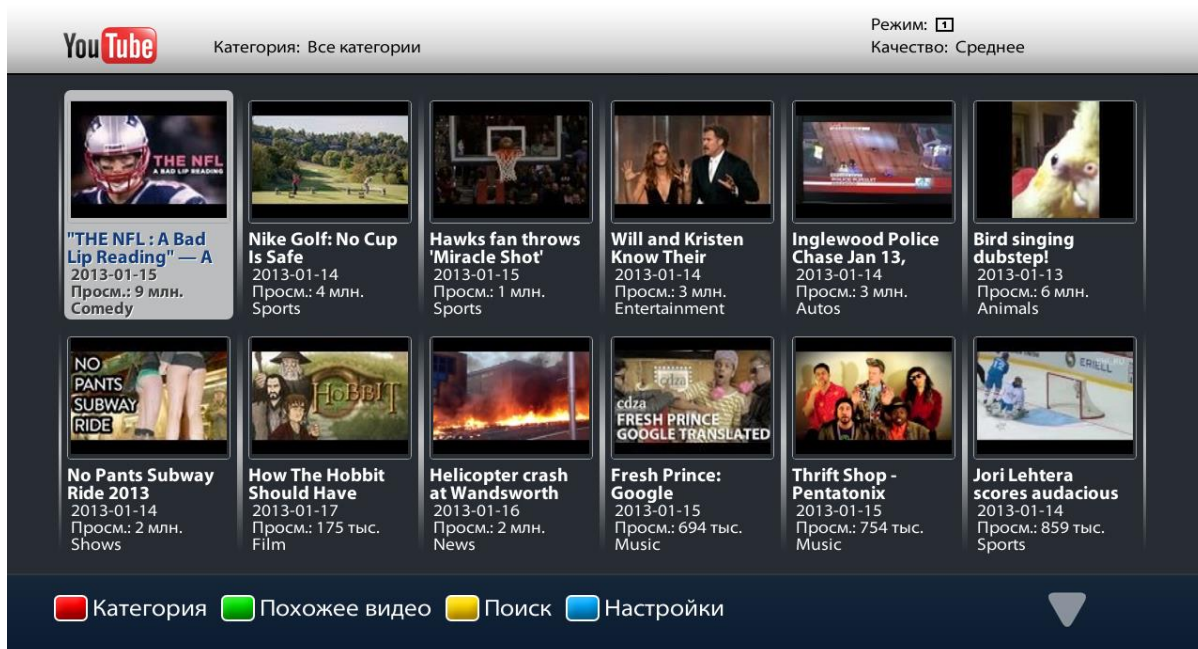 YouTube
Категория: Все категории
Режим: 1
Качество: Среднее
THE NFL
A BAD LIP READING
"THE NFL : A Bad
Lip Reading" — A
2013-01-15
Просм.: 9 млн.
Comedy
Nike Golf: No Cup
Is Safe
2013-01-14
Просм.: 4 млн.
Sports
Hawks fan throws
'Miracle Shot'
2013-01-15
Просм.: 1 млн.
Sports
Will and Kristen
Know Their
2013-01-14
Просм.: 3 млн.
Entertainment
Inglewood Police
Chase Jan 13,
2013-01-14
Просм.: 3 млн.
Autos
Bird singing
dubstep!
2013-01-13
Просм.: 6 млн.
Animals
NO
PANTS
SUBWAY
RIDE
No Pants Subway
Ride 2013
2013-01-14
Просм.: 2 млн.
Shows
HOBBIT
How The Hobbit
Should Have
2013-01-17
Просм.: 175 тыс.
Film
Helicopter crash
at Wandsworth
2013-01-16
Просм.: 2 млн.
News
cdza
cdza
FRESH PRINCE
GOOGLE TRANSLATED
Fresh Prince:
Google
2013-01-15
Просм.: 694 тыс.
Music
Thrift Shop -
Pentatonix
2013-01-15
Просм.: 754 тыс.
Music
ERIELL
Jori Lehtera
scores audacious
2013-01-14
Просм.: 859 тыс.
Sports
Категория
Похожее видео
Поиск
Настройки